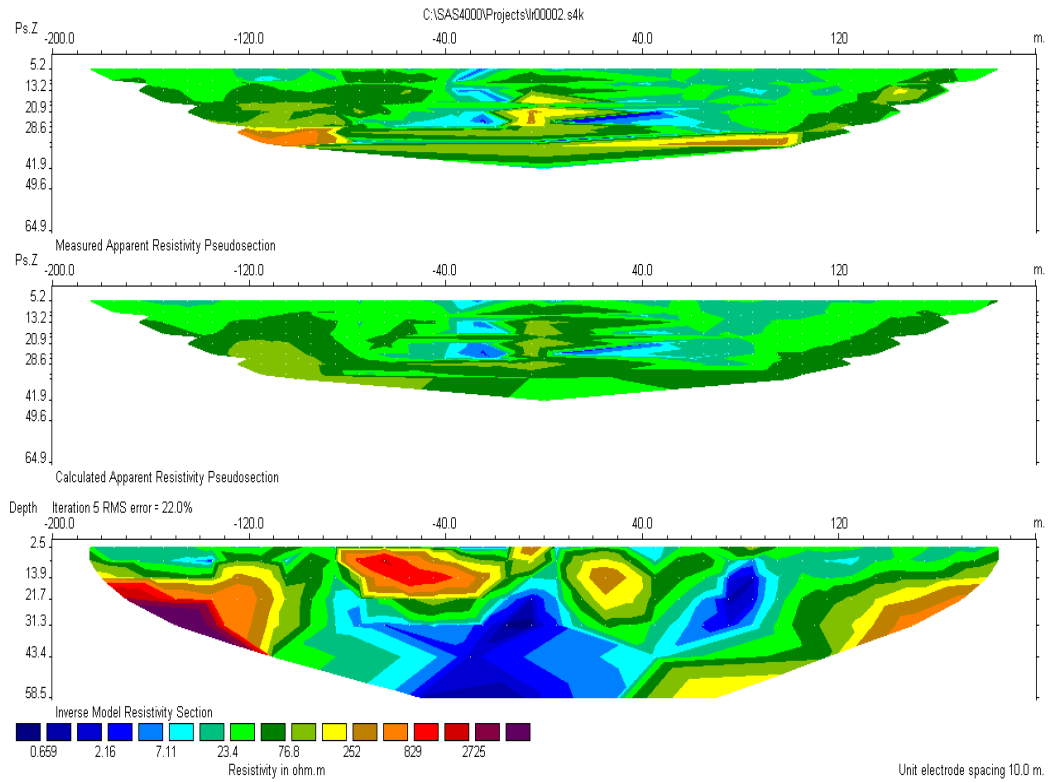 C:\SAS4000\Projects\lr00002.s4k
Ps.Z
-200.0 -120.0 -40.0 40.0 120 m.
5.2
13.2
20.9
28.6
41.9
49.6
64.9
Measured Apparent Resistivity Pseudosection
Ps.Z
-200.0 -120.0 -40.0 40.0 120 m.
5.2
13.2
20.9
28.6
41.9
49.6
64.9
Calculated Apparent Resistivity Pseudosection
Depth Iteration 5 RMS error = 22.0%
-200.0 -120.0 -40.0 40.0 120 m.
2.5
13.9
21.7
31.3
43.4
58.5
Inverse Model Resistivity Section
0.659 2.16 7.11 23.4 76.8 252 829 2725
Resistivity in ohm.m
Unit electrode spacing 10.0 m.